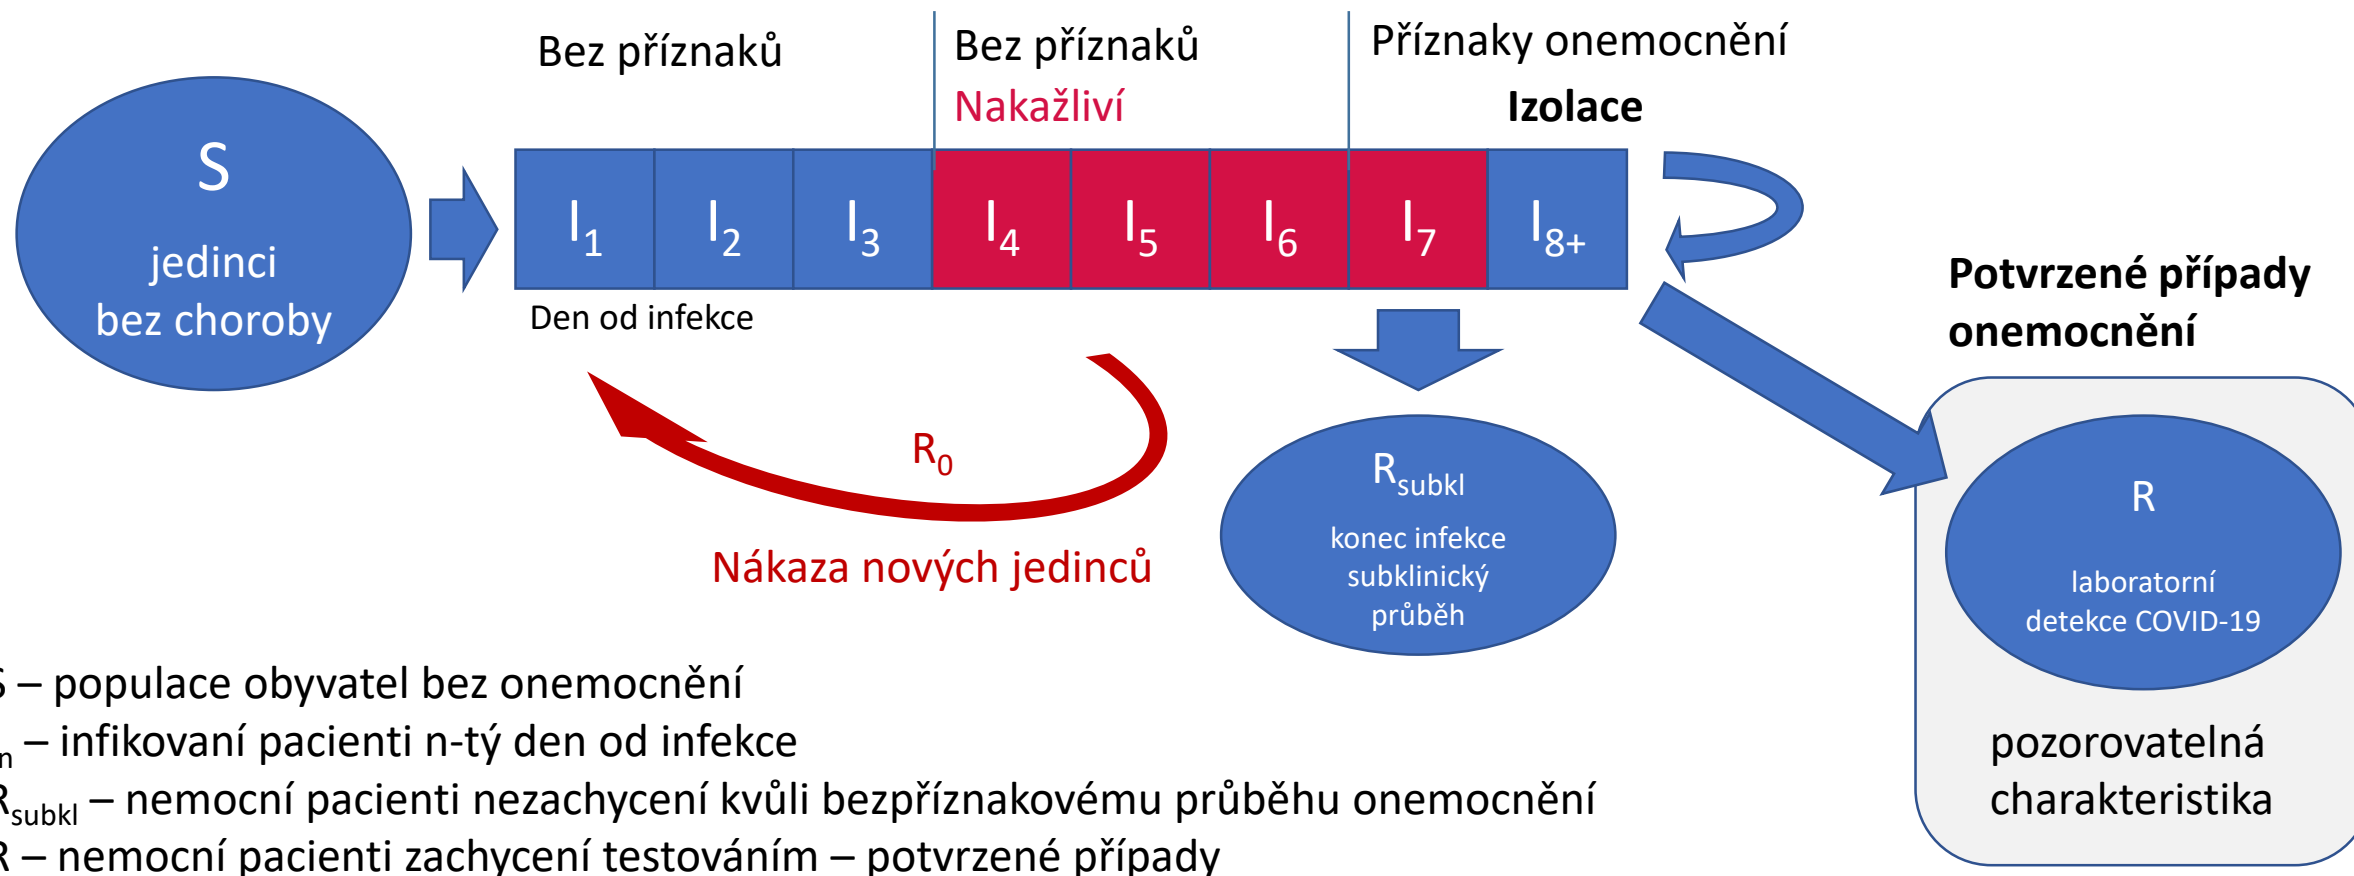 Bez příznaků
Bez příznaků
Nakažliví
Příznaky onemocnění
Izolace
S
jedinci
bez choroby
I₁ I₂ I₃ I₄ I₅ I₆ I₇ I₈₊
Den od infekce
R₀
Nákaza nových jedinců
R_subkl
konec infekce
subklinický
průběh
Potvrzené případy
onemocnění
R
laboratorní
detekce COVID-19
pozorovatelná
charakteristika
S – populace obyvatel bez onemocnění
n – infikovaní pacienti n-tý den od infekce
R_subkl – nemocní pacienti nezachycení kvůli bezpříznakovému průběhu onemocnění
R – nemocní pacienti zachycení testováním – potvrzené případy